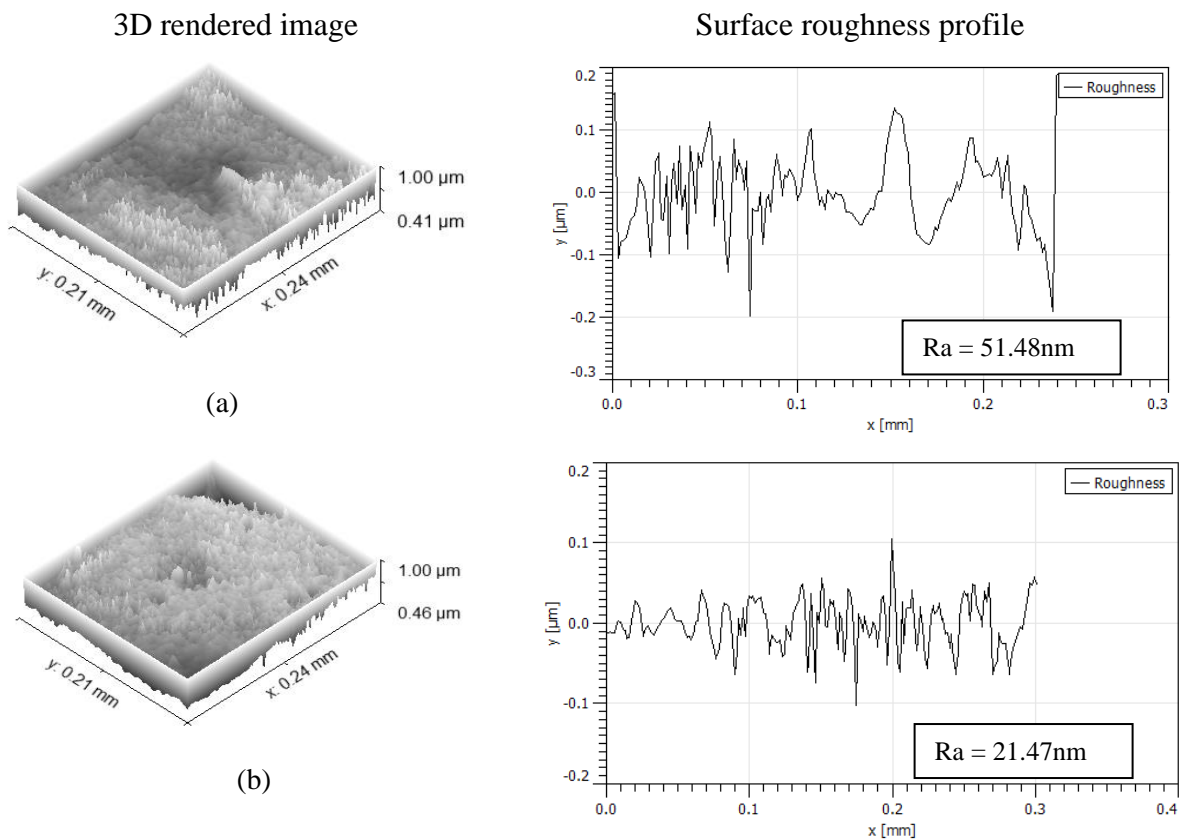 3D rendered image
Surface roughness profile
1.00 µm
0.41 µm
y: 0.21 mm
x: 0.24 mm
(a)
0.2
0.1
0.0
-0.1
-0.2
-0.3
y [µm]
Roughness
Ra = 51.48nm
0.0
0.1
0.2
0.3
x [mm]
1.00 µm
0.46 µm
y: 0.21 mm
x: 0.24 mm
(b)
0.2
0.1
0.0
-0.1
-0.2
y [µm]
Roughness
Ra = 21.47nm
0.0
0.1
0.2
0.3
0.4
x [mm]